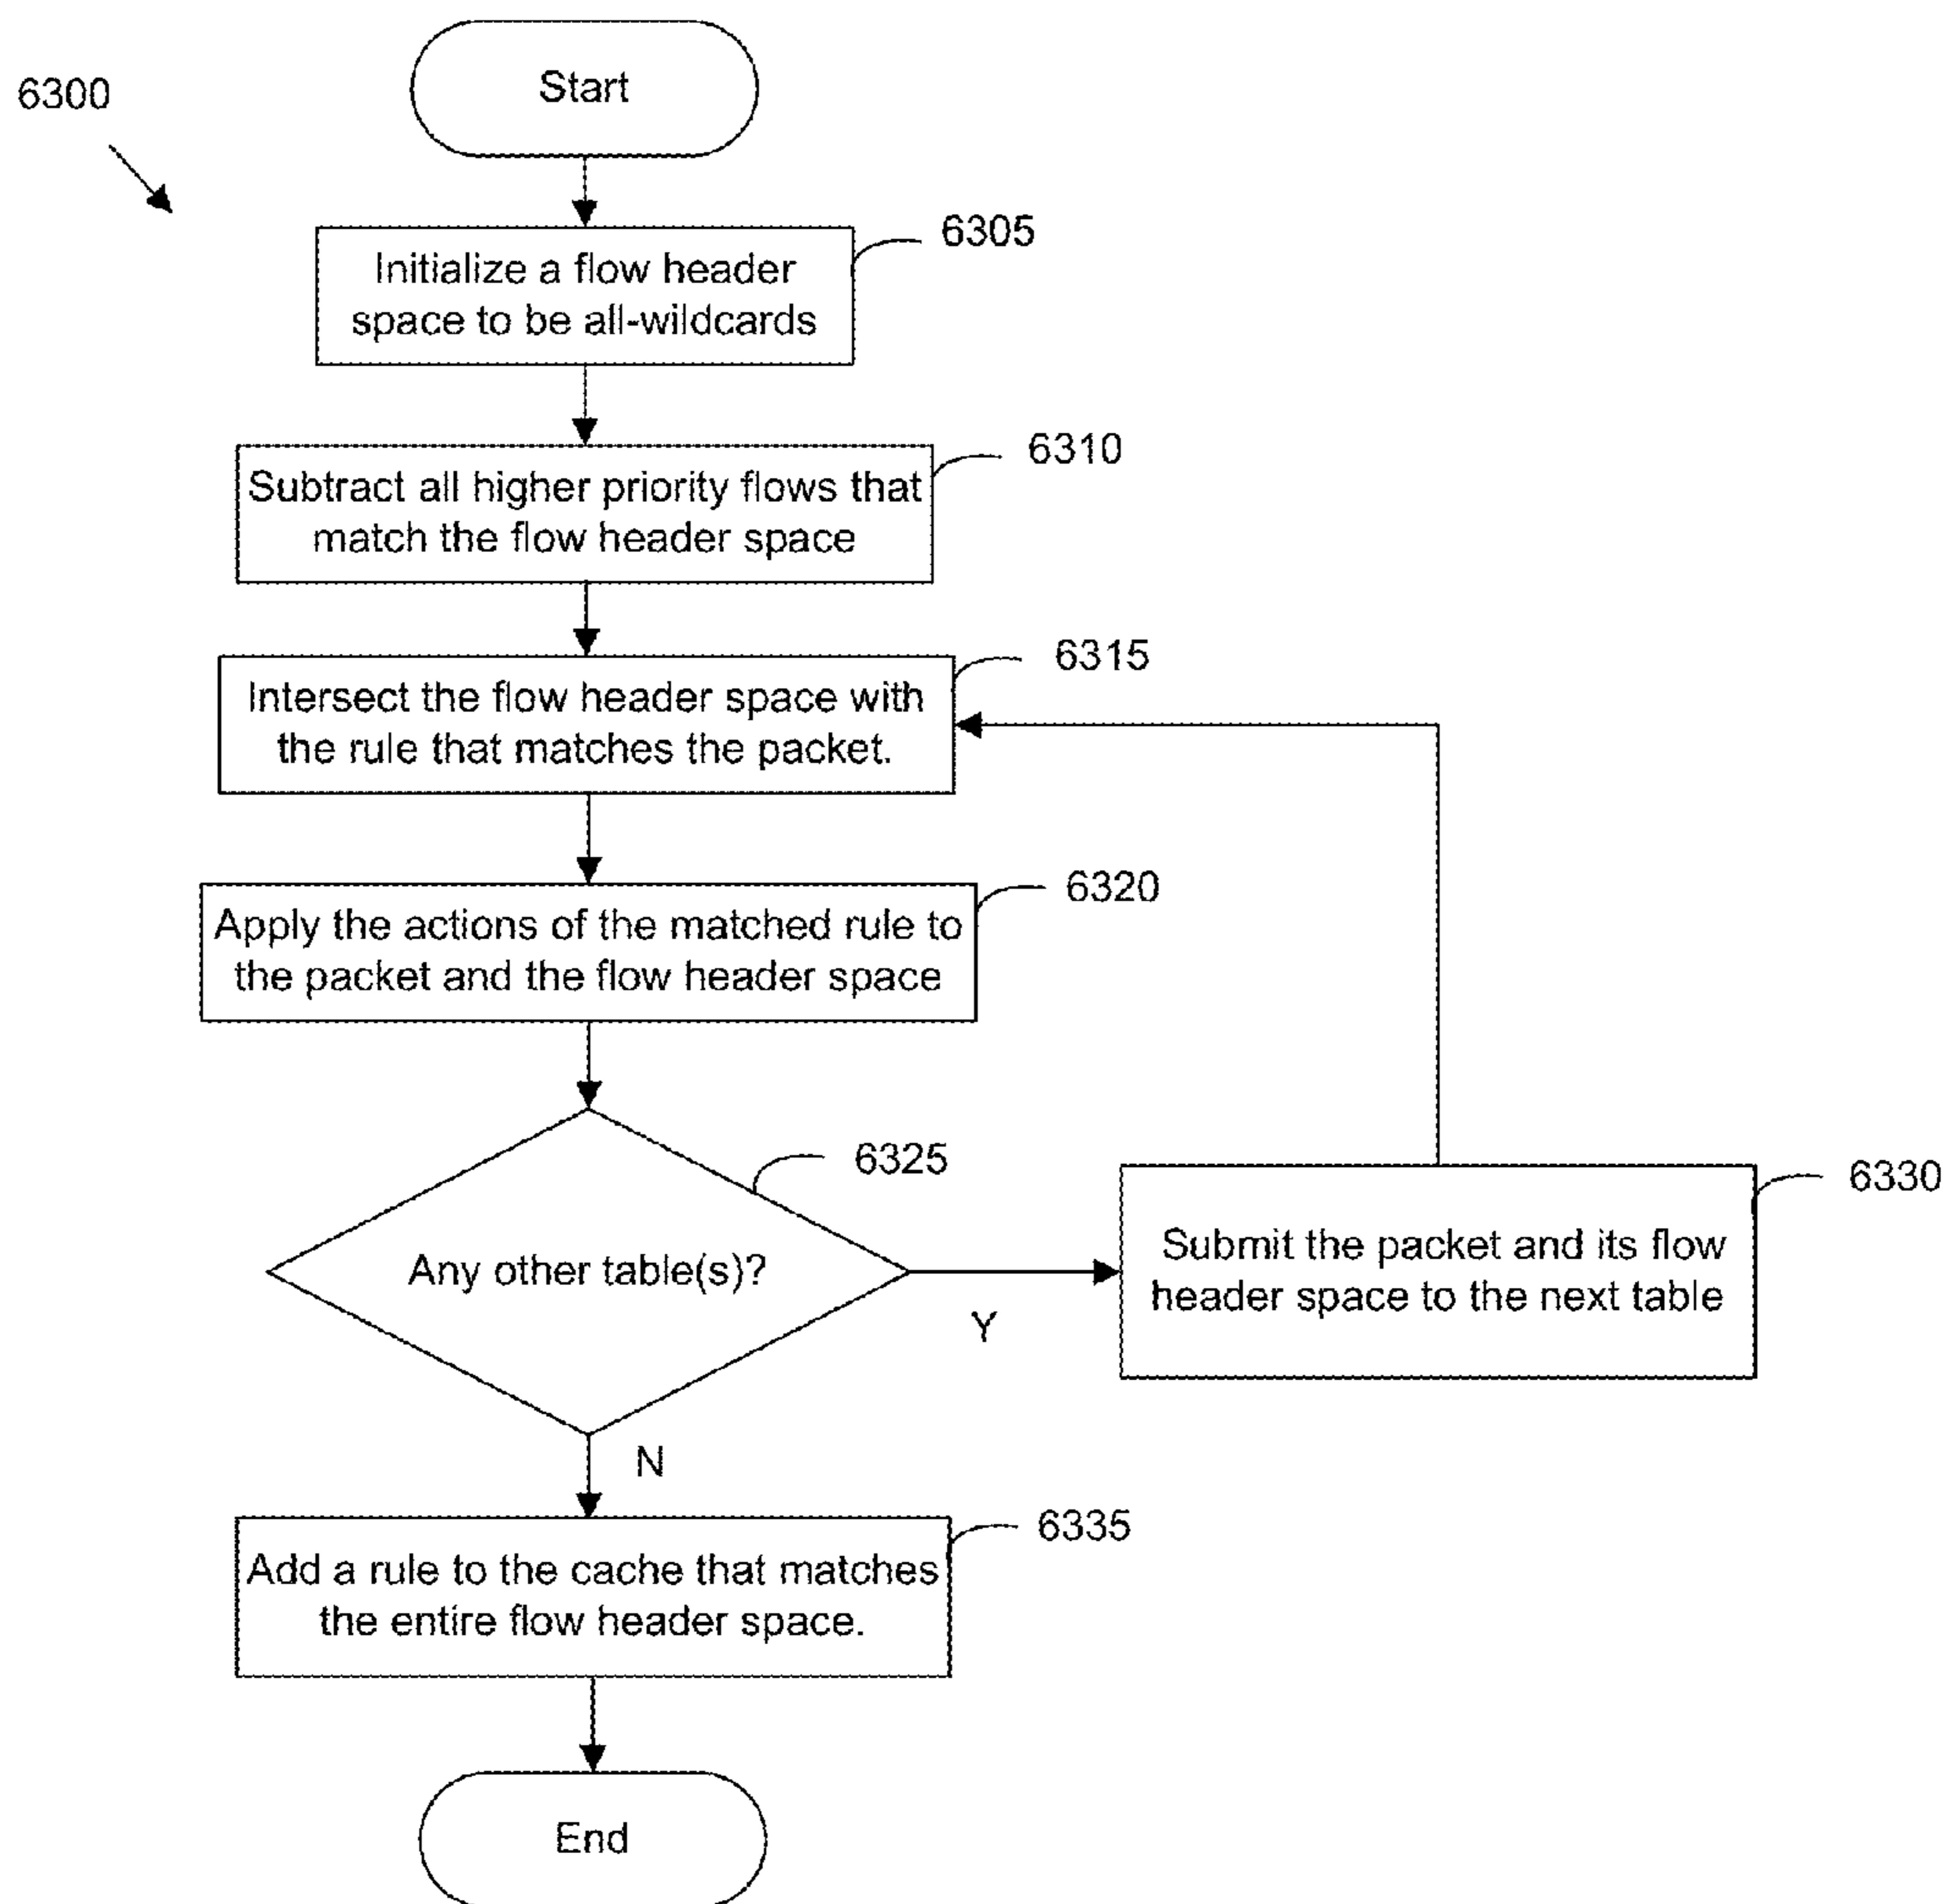 6300
Start
6305
Initialize a flow header
space to be all-wildcards
6310
Subtract all higher priority flows that
match the flow header space
6315
Intersect the flow header space with
the rule that matches the packet.
6320
Apply the actions of the matched rule to
the packet and the flow header space
6325
Any other table(s)?
Y
6330
Submit the packet and its flow
header space to the next table
N
6335
Add a rule to the cache that matches
the entire flow header space.
End